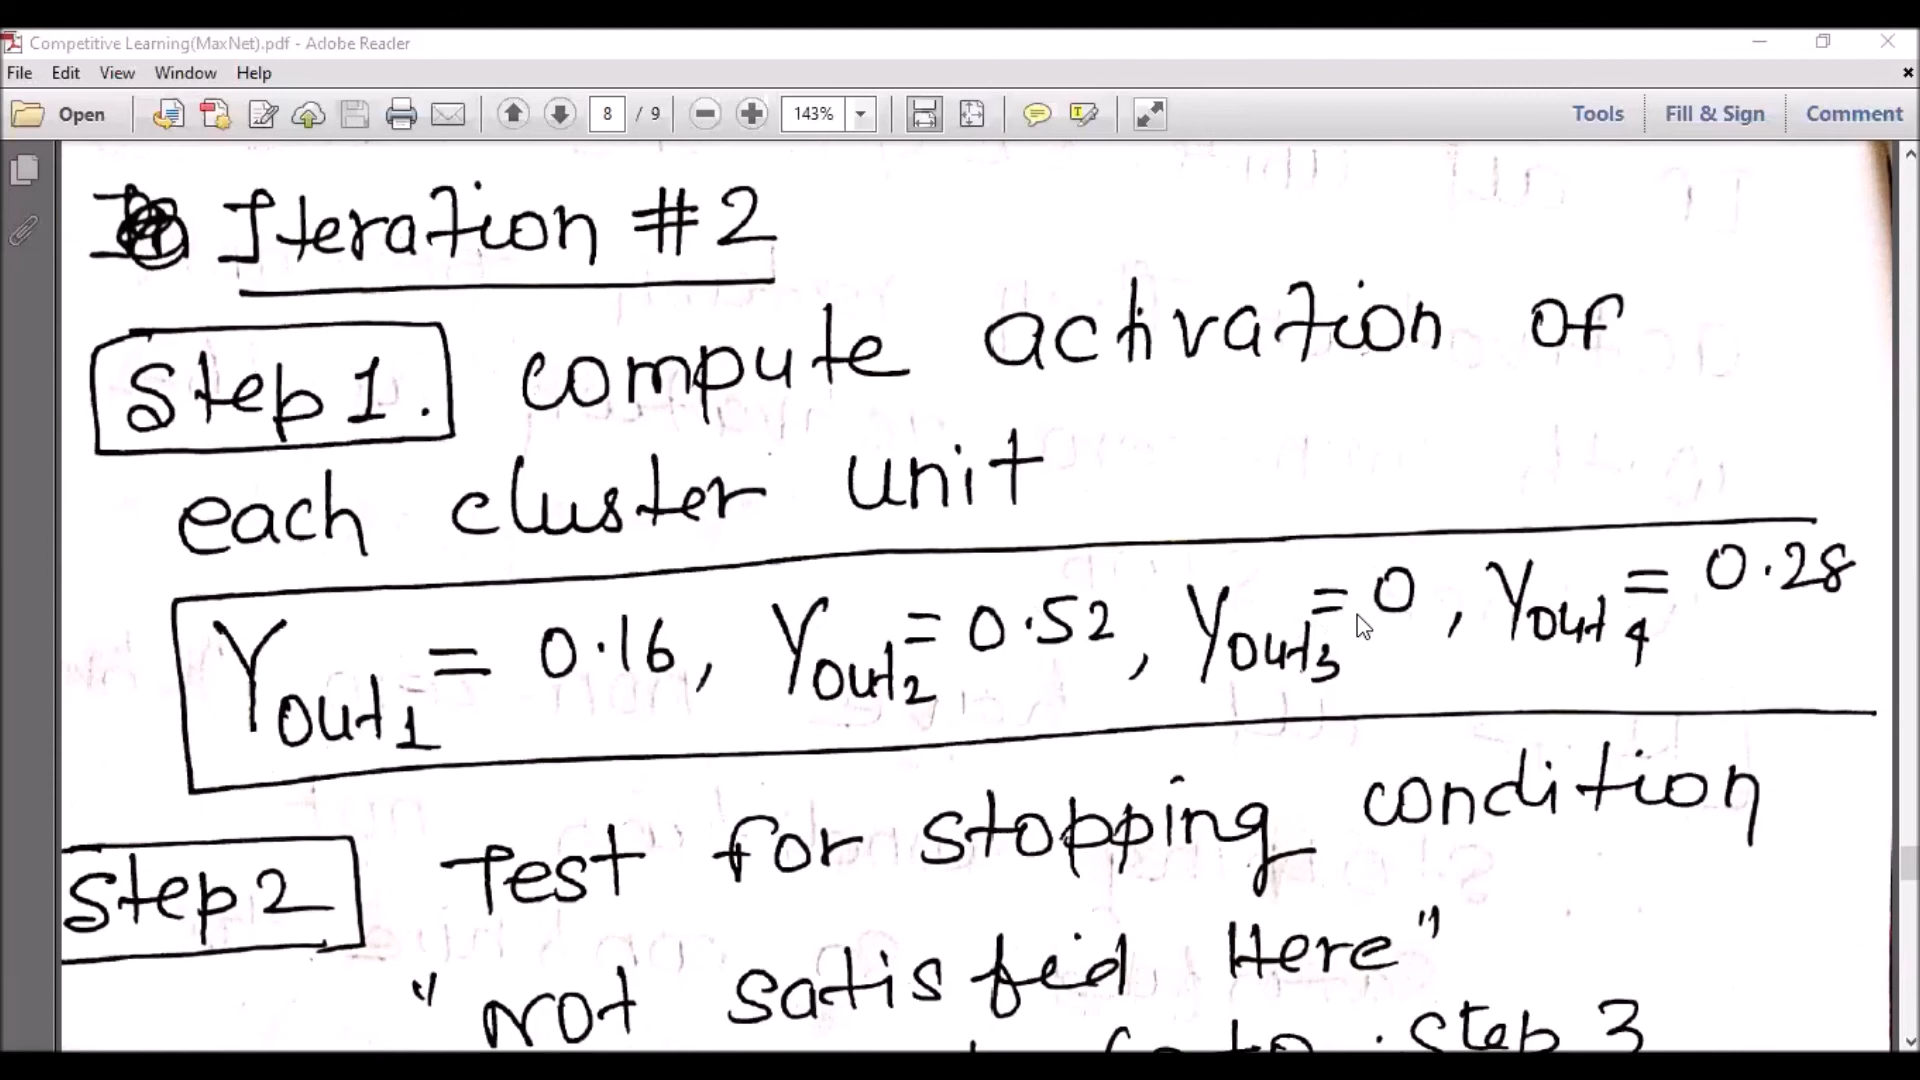 Competitive Learning(MaxNet).pdf - Adobe Reader
File Edit View Window Help
Open 8 / 9 143% Tools Fill & Sign Comment
Iteration #2
Step 1. compute activation of
each cluster unit
Yout1 = 0.16, Yout2 = 0.52, Yout3 = 0, Yout4 = 0.28
Step 2 Test for stopping condition
"Not satisfied Here"
Go to step 3